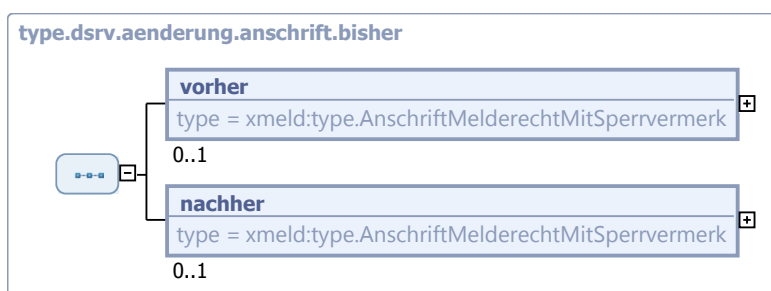 type.dsrv.aenderung.anschrift.bisher
vorher
type = xmeld:type.AnschriftMelderechtMitSperrvermerk
0..1
nachher
type = xmeld:type.AnschriftMelderechtMitSperrvermerk
0..1